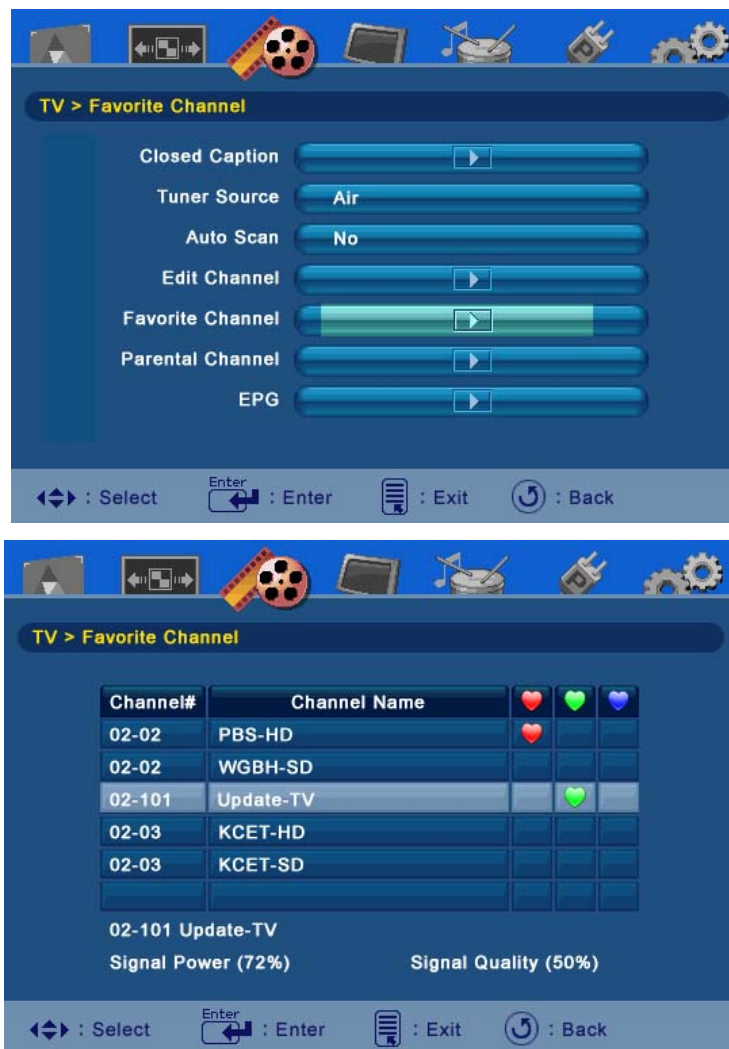 TV > Favorite Channel
Closed Caption
Tuner Source Air
Auto Scan No
Edit Channel
Favorite Channel
Parental Channel
EPG
: Select Enter : Enter : Exit : Back
TV > Favorite Channel
Channel# Channel Name
02-02 PBS-HD
02-02 WGBH-SD
02-101 Update-TV
02-03 KCET-HD
02-03 KCET-SD
02-101 Update-TV
Signal Power (72%) Signal Quality (50%)
: Select Enter : Enter : Exit : Back